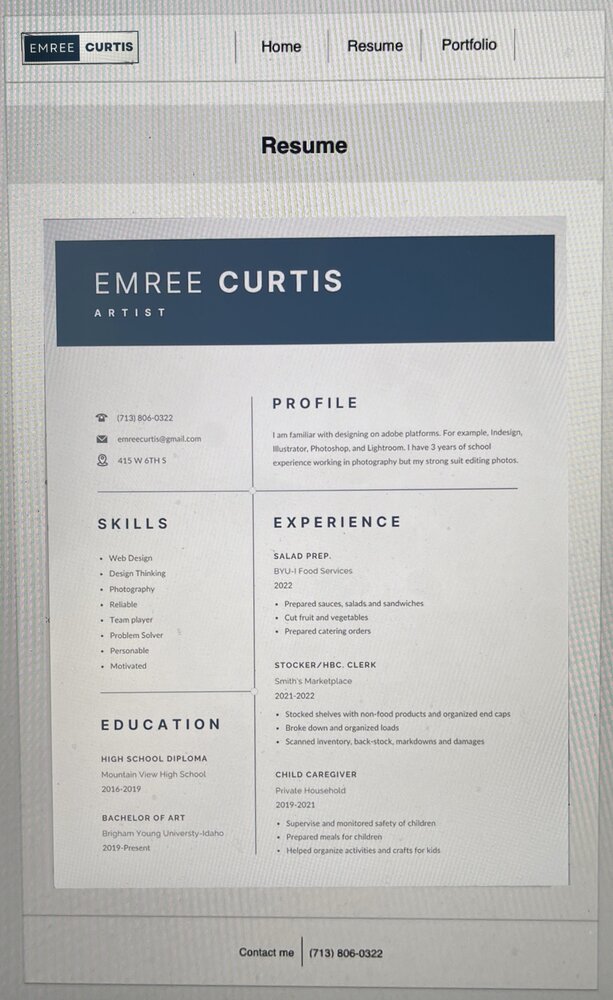 EMREE CURTIS
Home
Resume
Portfolio
Resume
EMREE CURTIS
ARTIST
(713) 806-0322
emreecurtis@gmail.com
415 W 6TH S
PROFILE
I am familiar with designing on adobe platforms. For example, Indesign,
Illustrator, Photoshop, and Lightroom. I have 3 years of school
experience working in photography but my strong suit editing photos.
SKILLS
• Web Design
• Design Thinking
• Photography
• Reliable
• Team player
• Problem Solver
• Personable
• Motivated
EDUCATION
HIGH SCHOOL DIPLOMA
Mountain View High School
2016-2019
BACHELOR OF ART
Brigham Young Universty-Idaho
2019-Present
EXPERIENCE
SALAD PREP.
BYU-I Food Services
2022
• Prepared sauces, salads and sandwiches
• Cut fruit and vegetables
• Prepared catering orders
STOCKER/HBC. CLERK
Smith's Marketplace
2021-2022
• Stocked shelves with non-food products and organized end caps
• Broke down and organized loads
• Scanned inventory, back-stock, markdowns and damages
CHILD CAREGIVER
Private Household
2019-2021
• Supervise and monitored safety of children
• Prepared meals for children
• Helped organize activities and crafts for kids
Contact me
(713) 806-0322